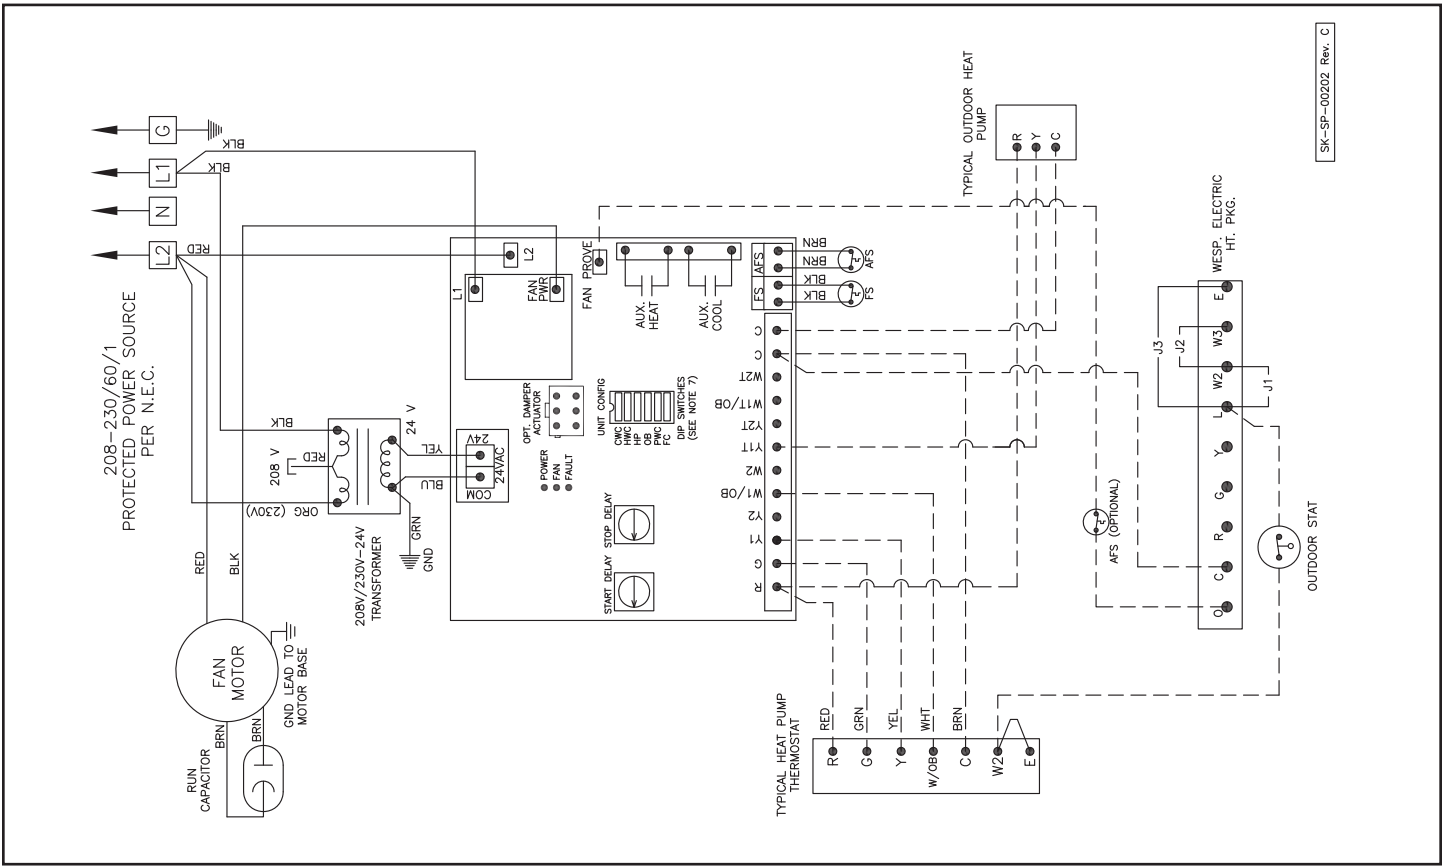 SK-SP-00202 Rev. C
G
L1
N
L2
BLK
BLK
RED
208-230/60/1
PROTECTED POWER SOURCE
PER N.E.C.
TYPICAL OUTDOOR HEAT
PUMP
R
Y
C
WESP. ELECTRIC
HT. PKG.
E
W3
W2
L
Y
G
R
C
O
J3
J2
J1
L2
L1
FAN
PWR
FAN PROVE
AUX.
HEAT
AUX.
COOL
AFS
FS
BRN
BRN
BLK
BLK
AFS
FS
OPT. DAMPER
ACTUATOR
UNIT CONFIG
CWC
HWC
HP
OB
PWC
FC
DIP SWITCHES
(SEE NOTE 7)
C
C
W2T
W1T/OB
Y2T
Y1T
W2
W1/OB
Y2
Y1
G
R
24V
24VAC
COM
POWER
FAN
FAULT
STOP DELAY
START DELAY
BLK
208 V
RED
24 V
ORG (230V)
YEL
BLU
GRN
GND
208V/230V-24V
TRANSFORMER
RED
BLK
FAN
MOTOR
GND LEAD TO
MOTOR BASE
BRN
BRN
RUN
CAPACITOR
AFS (OPTIONAL)
OUTDOOR STAT
TYPICAL HEAT PUMP
THERMOSTAT
RED
GRN
YEL
WHT
BRN
R
G
Y
W/OB
C
W2
E